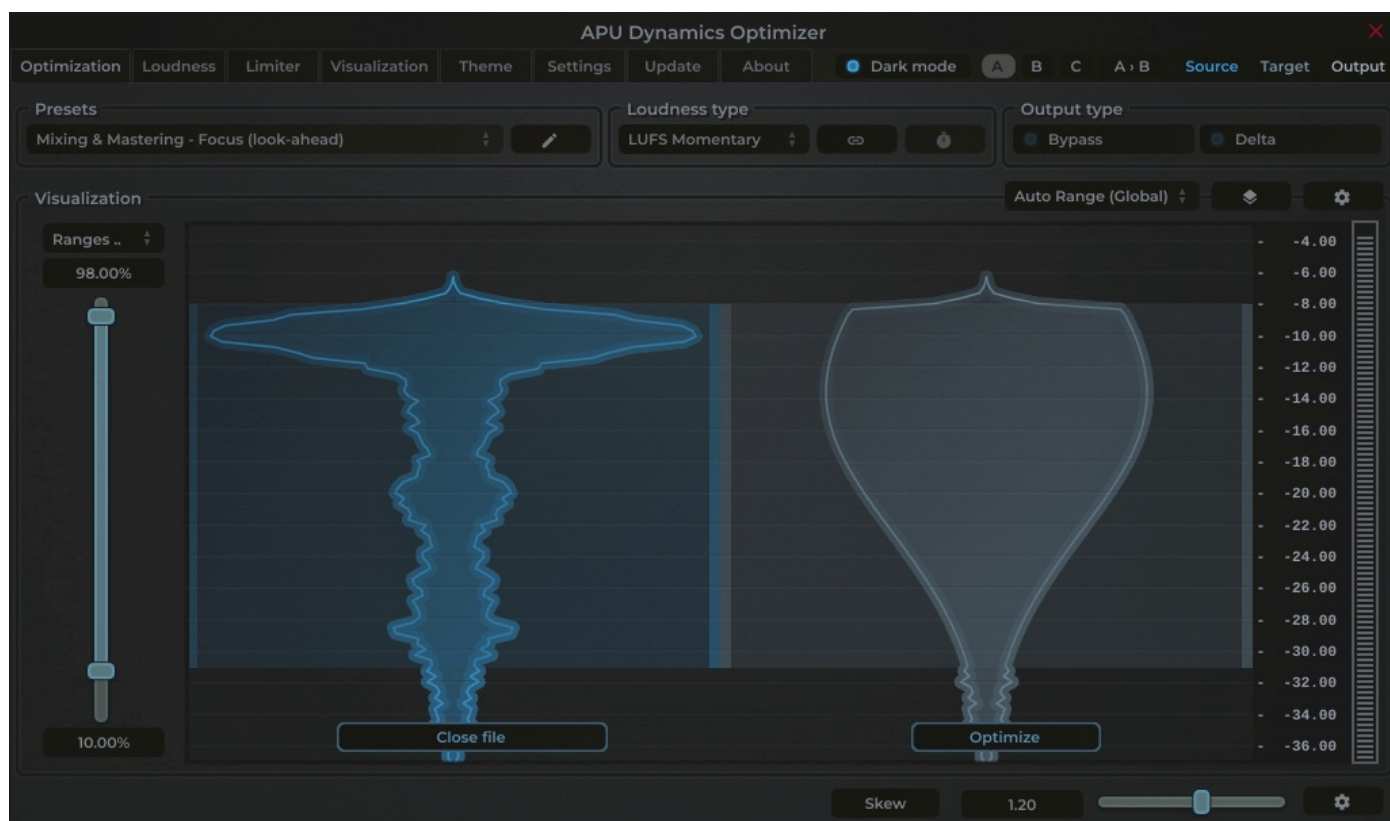 APU Dynamics Optimizer
Optimization Loudness Limiter Visualization Theme Settings Update About Dark mode A B C A › B Source Target Output
Presets Loudness type Output type
Mixing & Mastering - Focus (look-ahead) LUFS Momentary Bypass Delta
Visualization Auto Range (Global)
Ranges ..
98.00%
- -4.00
- -6.00
- -8.00
- -10.00
- -12.00
- -14.00
- -16.00
- -18.00
- -20.00
- -22.00
- -24.00
- -26.00
- -28.00
- -30.00
- -32.00
- -34.00
- -36.00
10.00% Close file Optimize
Skew 1.20